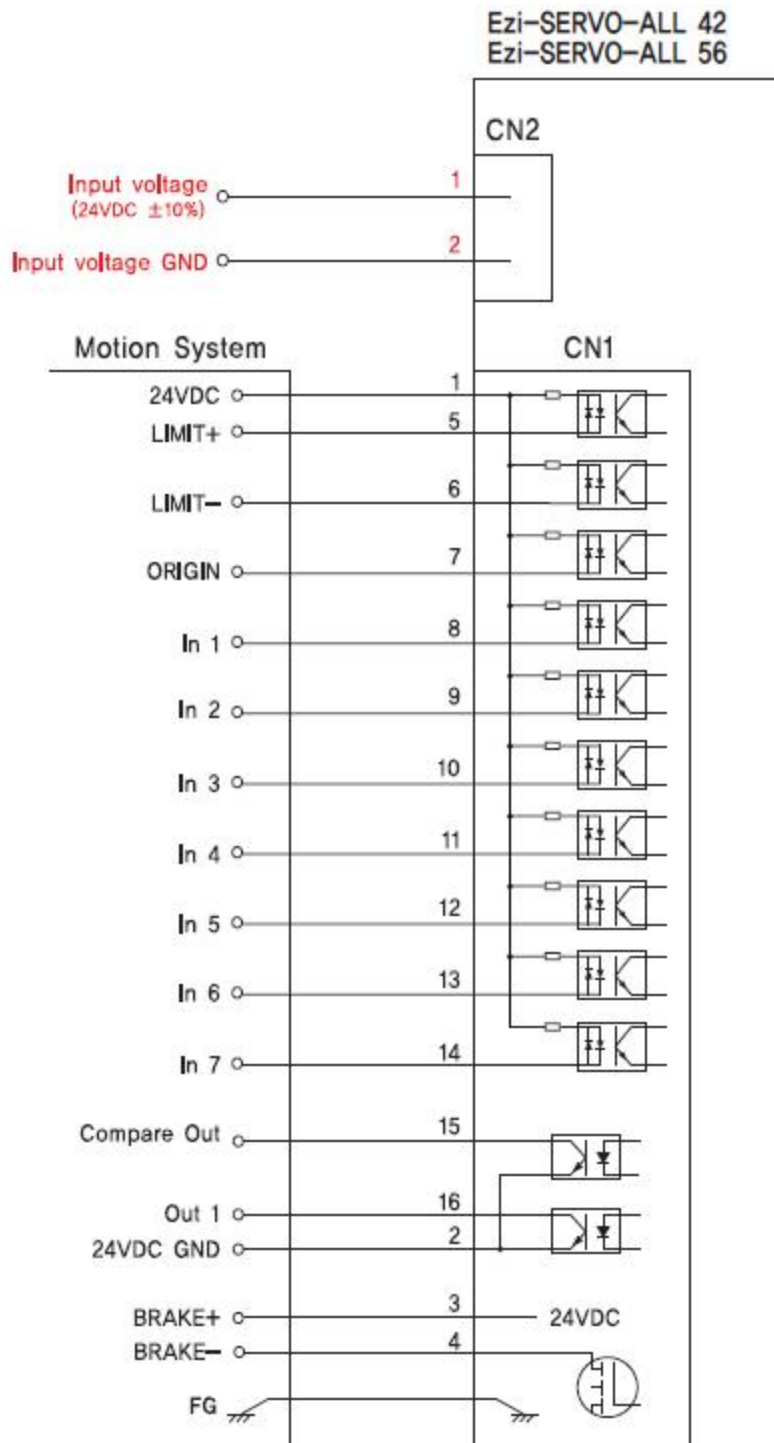 Ezi-SERVO-ALL 42
Ezi-SERVO-ALL 56
CN2
Input voltage 1
(24VDC ±10%)
Input voltage GND 2
Motion System CN1
24VDC 1
LIMIT+ 5
LIMIT- 6
ORIGIN 7
In 1 8
In 2 9
In 3 10
In 4 11
In 5 12
In 6 13
In 7 14
Compare Out 15
Out 1 16
24VDC GND 2
BRAKE+ 3 24VDC
BRAKE- 4
FG